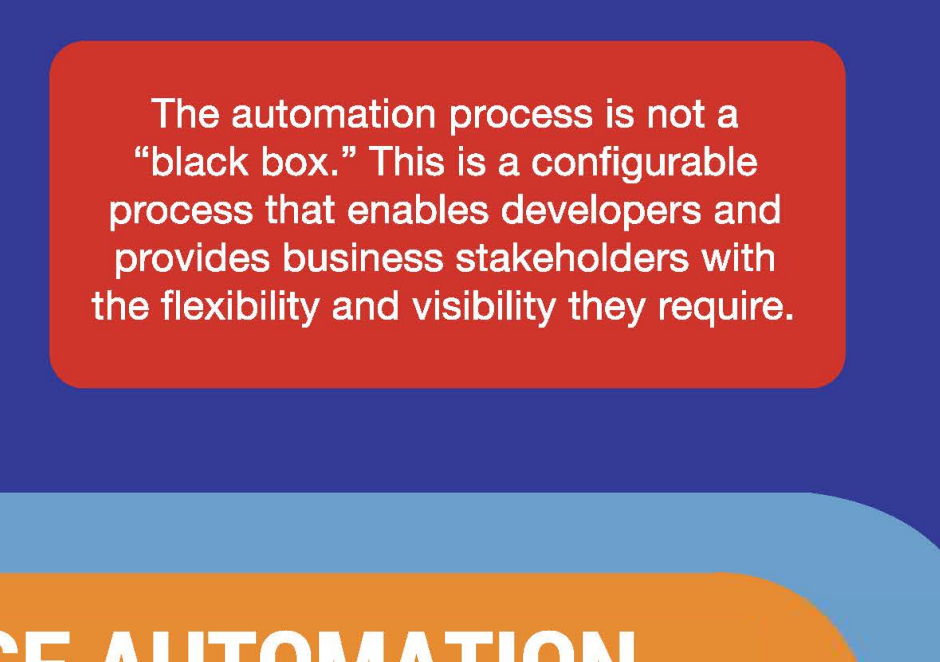 The automation process is not a
“black box.” This is a configurable
process that enables developers and
provides business stakeholders with
the flexibility and visibility they require.
AUTOMATION